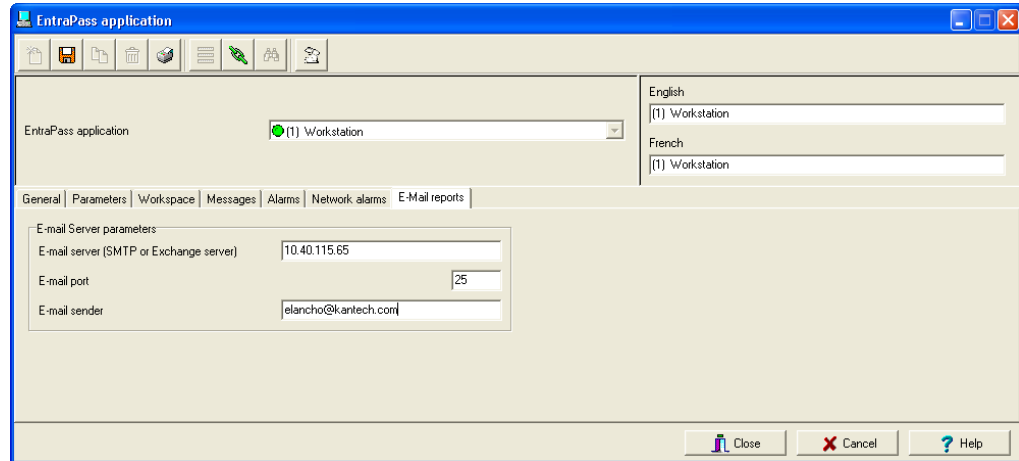 EntraPass application
English
(1) Workstation
EntraPass application
(1) Workstation
French
(1) Workstation
General
Parameters
Workspace
Messages
Alarms
Network alarms
E-Mail reports
E-mail Server parameters
E-mail server (SMTP or Exchange server)
10.40.115.65
E-mail port
25
E-mail sender
elancho@kantech.com
Close
Cancel
? Help